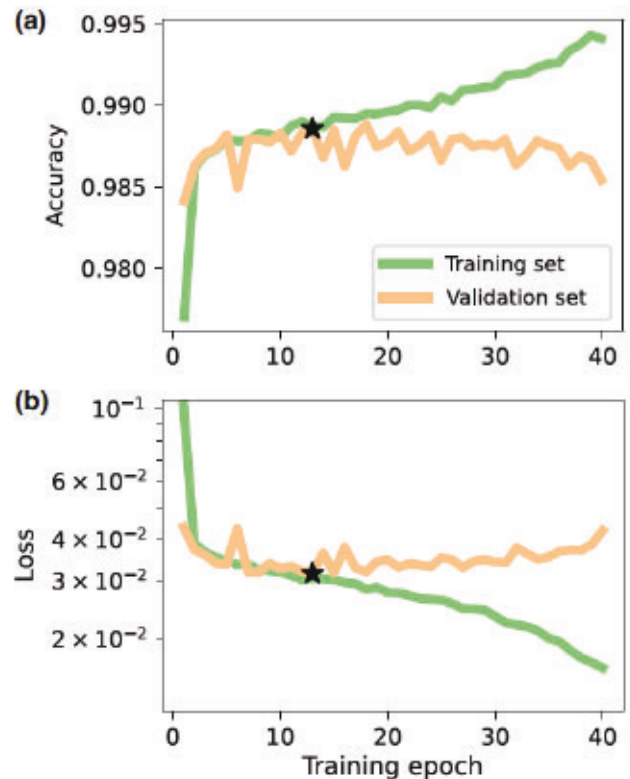 (a)
0.995
0.990
0.985
0.980
Accuracy
Training set
Validation set
0 10 20 30 40
(b)
10⁻¹
6 × 10⁻²
4 × 10⁻²
3 × 10⁻²
2 × 10⁻²
Loss
0 10 20 30 40
Training epoch